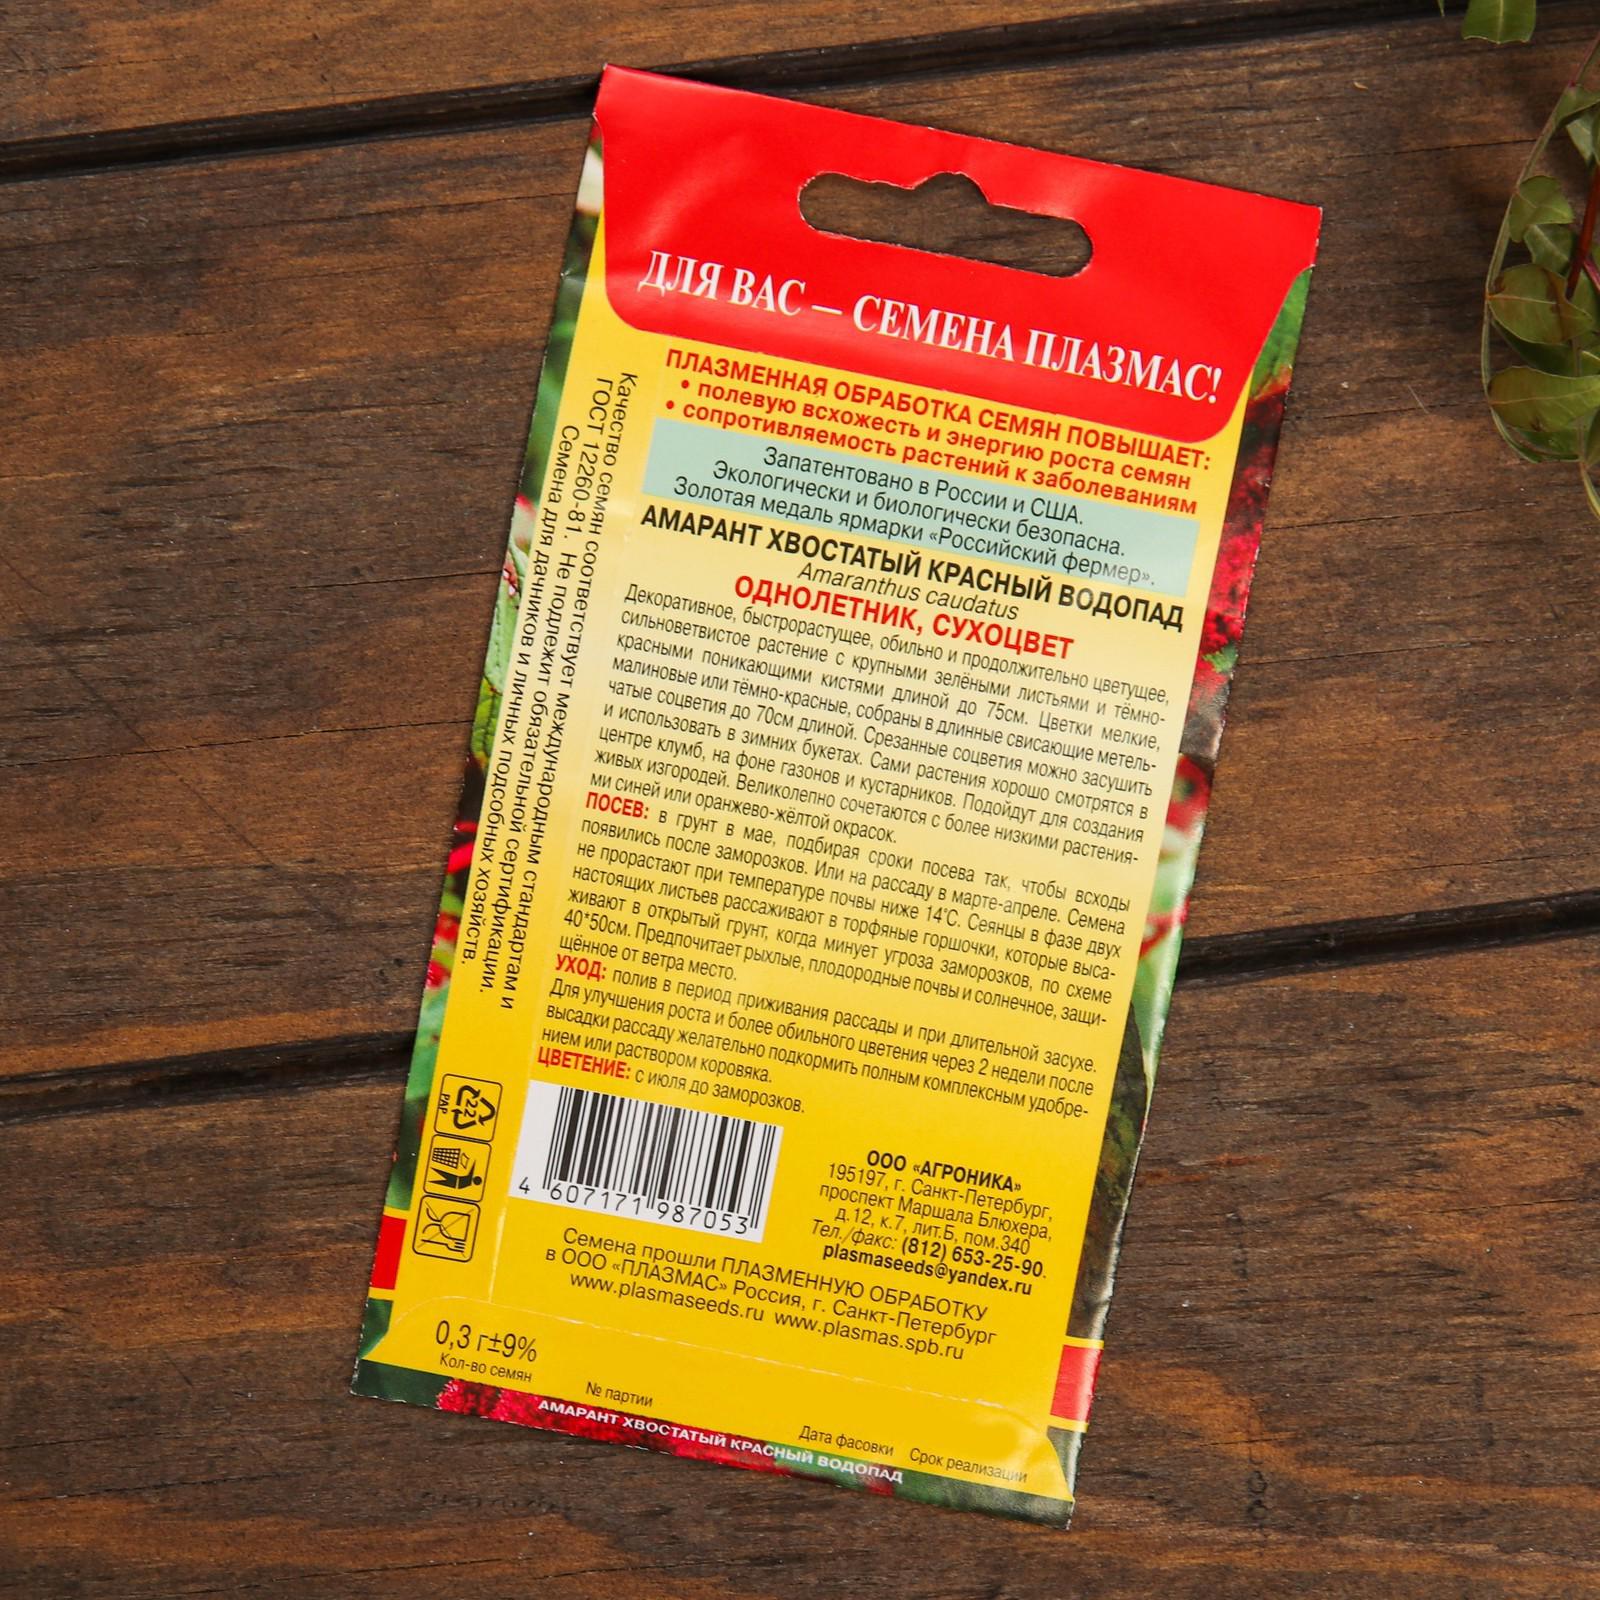 ДЛЯ ВАС — СЕМЕНА ПЛАЗМАС!
ПЛАЗМЕННАЯ ОБРАБОТКА СЕМЯН ПОВЫШАЕТ:
• полевую всхожесть и энергию роста семян
• сопротивляемость растений к заболеваниям
Запатентовано в России и США.
Экологически и биологически безопасна.
Золотая медаль ярмарки «Российский фермер».
АМАРАНТ ХВОСТАТЫЙ КРАСНЫЙ ВОДОПАД
Amaranthus caudatus
ОДНОЛЕТНИК, СУХОЦВЕТ
Декоративное, быстрорастущее, обильно и продолжительно цветущее,
сильноветвистое растение с крупными зелёными листьями и тёмно-
красными поникающими кистями длиной до 75см. Цветки мелкие,
малиновые или тёмно-красные, собраны в длинные свисающие метель-
чатые соцветия до 70см длиной. Срезанные соцветия можно засушить
и использовать в зимних букетах. Сами растения хорошо смотрятся в
центре клумб, на фоне газонов и кустарников. Подойдут для создания
живых изгородей. Великолепно сочетаются с более низкими растения-
ми синей или оранжево-жёлтой окрасок.
ПОСЕВ: в грунт в мае, подбирая сроки посева так, чтобы всходы
появились после заморозков. Или на рассаду в марте-апреле. Семена
не прорастают при температуре почвы ниже 14°С. Сеянцы в фазе двух
настоящих листьев рассаживают в торфяные горшочки, которые выса-
живают в открытый грунт, когда минует угроза заморозков, по схеме
40*50см. Предпочитает рыхлые, плодородные почвы и солнечное, защи-
щённое от ветра место.
УХОД: полив в период приживания рассады и при длительной засухе.
Для улучшения роста и более обильного цветения через 2 недели после
высадки рассаду желательно подкормить полным комплексным удобре-
нием или раствором коровяка.
ЦВЕТЕНИЕ: с июля до заморозков.
Качество семян соответствует международным стандартам и
ГОСТ 12260-81. Не подлежит обязательной сертификации.
Семена для дачников и личных подсобных хозяйств.
22
PAP
4 607171 987053
ООО «АГРОНИКА»
195197, г. Санкт-Петербург,
проспект Маршала Блюхера,
д.12, к.7, лит.Б, пом.340
Тел./факс: (812) 653-25-90.
plasmaseeds@yandex.ru
Семена прошли ПЛАЗМЕННУЮ ОБРАБОТКУ
в ООО «ПЛАЗМАС» Россия, г. Санкт-Петербург
www.plasmaseeds.ru www.plasmas.spb.ru
0,3 г±9%
Кол-во семян
№ партии
Дата фасовки
Срок реализации
АМАРАНТ ХВОСТАТЫЙ КРАСНЫЙ ВОДОПАД